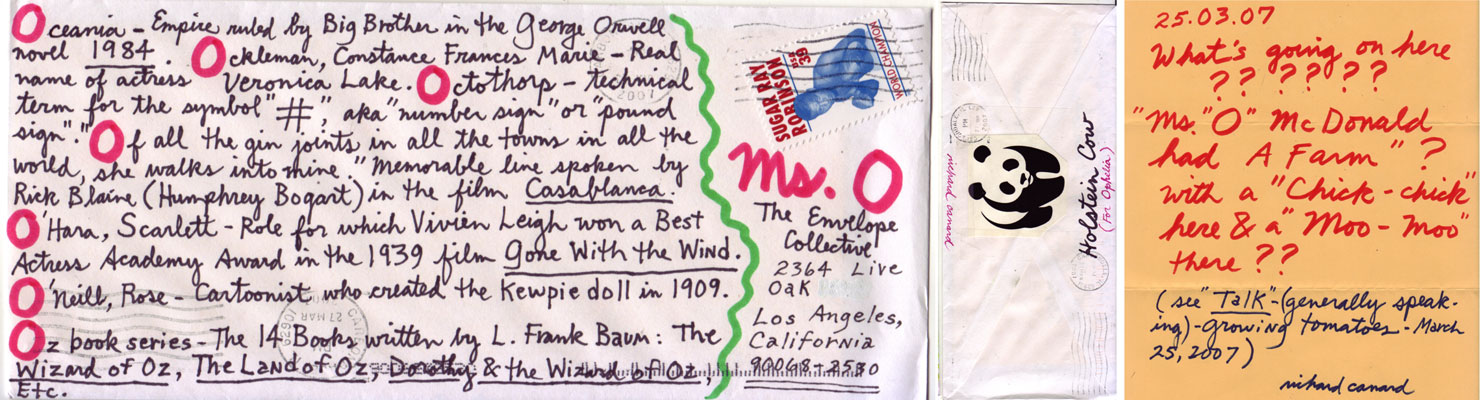 Oceania - Empire ruled by Big Brother in the George Orwell
novel 1984. Ockleman, Constance Frances Marie - Real
name of actress Veronica Lake. Octothorp - technical
term for the symbol "#", aka "number sign" or "pound
sign"." Of all the gin joints in all the towns in all the
world, she walks into mine." Memorable line spoken by
Rick Blaine (Humphrey Bogart) in the film Casablanca.
O'Hara, Scarlett - Role for which Vivien Leigh won a Best
Actress Academy Award in the 1939 film Gone With the Wind.
O'Neill, Rose - Cartoonist who created the Kewpie doll in 1909.
Oz book series - The 14 Books written by L. Frank Baum: The
Wizard of Oz, The Land of Oz, Dorothy & the Wizard of Oz,
Etc.
SUGAR RAY
ROBINSON
39
WORLD CHAMPION
Ms. O
The Envelope
Collective
2364 Live
Oak
Los Angeles,
California
90068-2530
2007
27 MAR
62901
richard canard
Holstein Cow
(For Ophelia)
25.03.07
What's going on here
? ? ? ? ? ?
"Ms."O" McDonald
had A Farm"?
with a "Chick-chick"
here & a "Moo-moo"
there??
(see "Talk"-(generally speak-
ing)-growing tomatoes - March
25, 2007)
richard canard